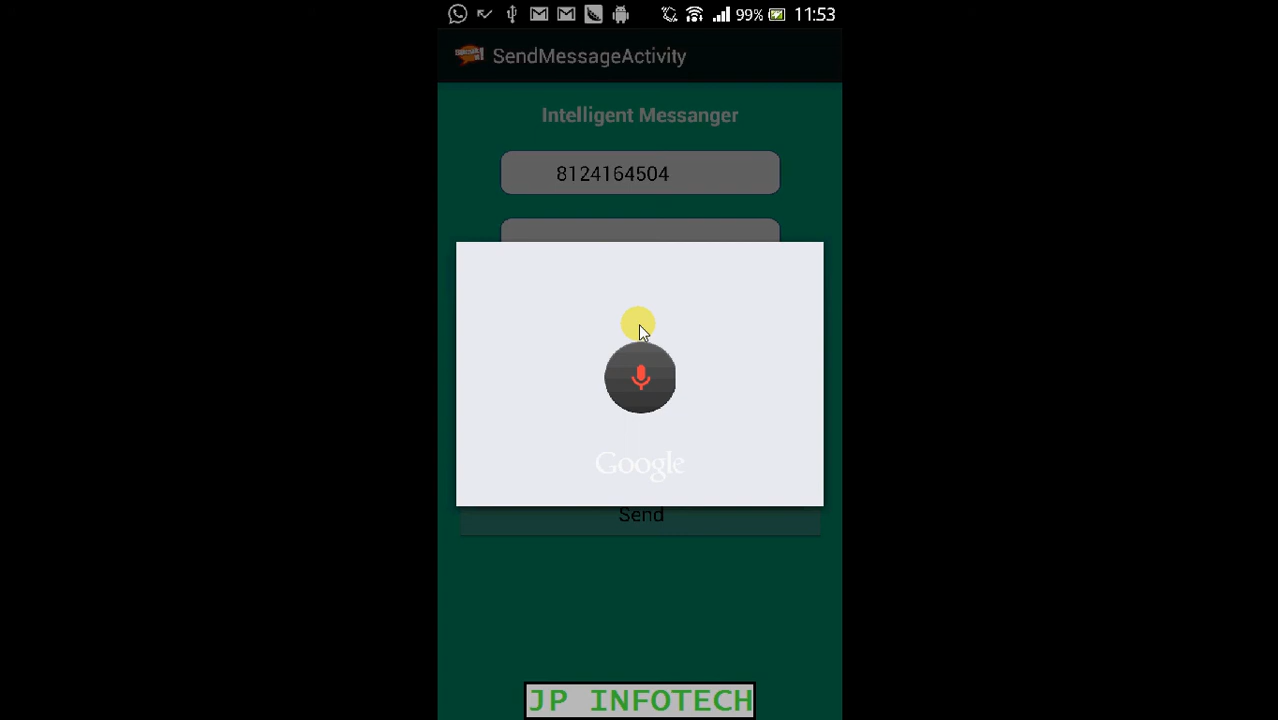 99% 11:53
SendMessageActivity
Intelligent Messanger
8124164504
Google
Send
JP INFOTECH